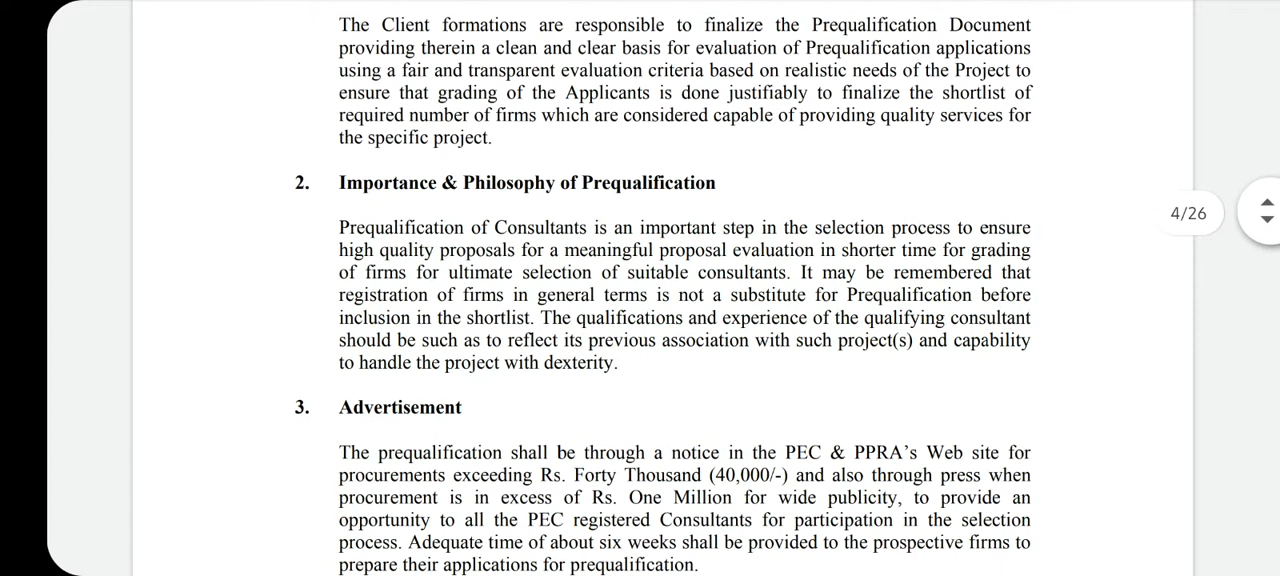 The Client formations are responsible to finalize the Prequalification Document
providing therein a clean and clear basis for evaluation of Prequalification applications
using a fair and transparent evaluation criteria based on realistic needs of the Project to
ensure that grading of the Applicants is done justifiably to finalize the shortlist of
required number of firms which are considered capable of providing quality services for
the specific project.
2. Importance & Philosophy of Prequalification
Prequalification of Consultants is an important step in the selection process to ensure
high quality proposals for a meaningful proposal evaluation in shorter time for grading
of firms for ultimate selection of suitable consultants. It may be remembered that
registration of firms in general terms is not a substitute for Prequalification before
inclusion in the shortlist. The qualifications and experience of the qualifying consultant
should be such as to reflect its previous association with such project(s) and capability
to handle the project with dexterity.
3. Advertisement
The prequalification shall be through a notice in the PEC & PPRA's Web site for
procurements exceeding Rs. Forty Thousand (40,000/-) and also through press when
procurement is in excess of Rs. One Million for wide publicity, to provide an
opportunity to all the PEC registered Consultants for participation in the selection
process. Adequate time of about six weeks shall be provided to the prospective firms to
prepare their applications for prequalification.
4/26